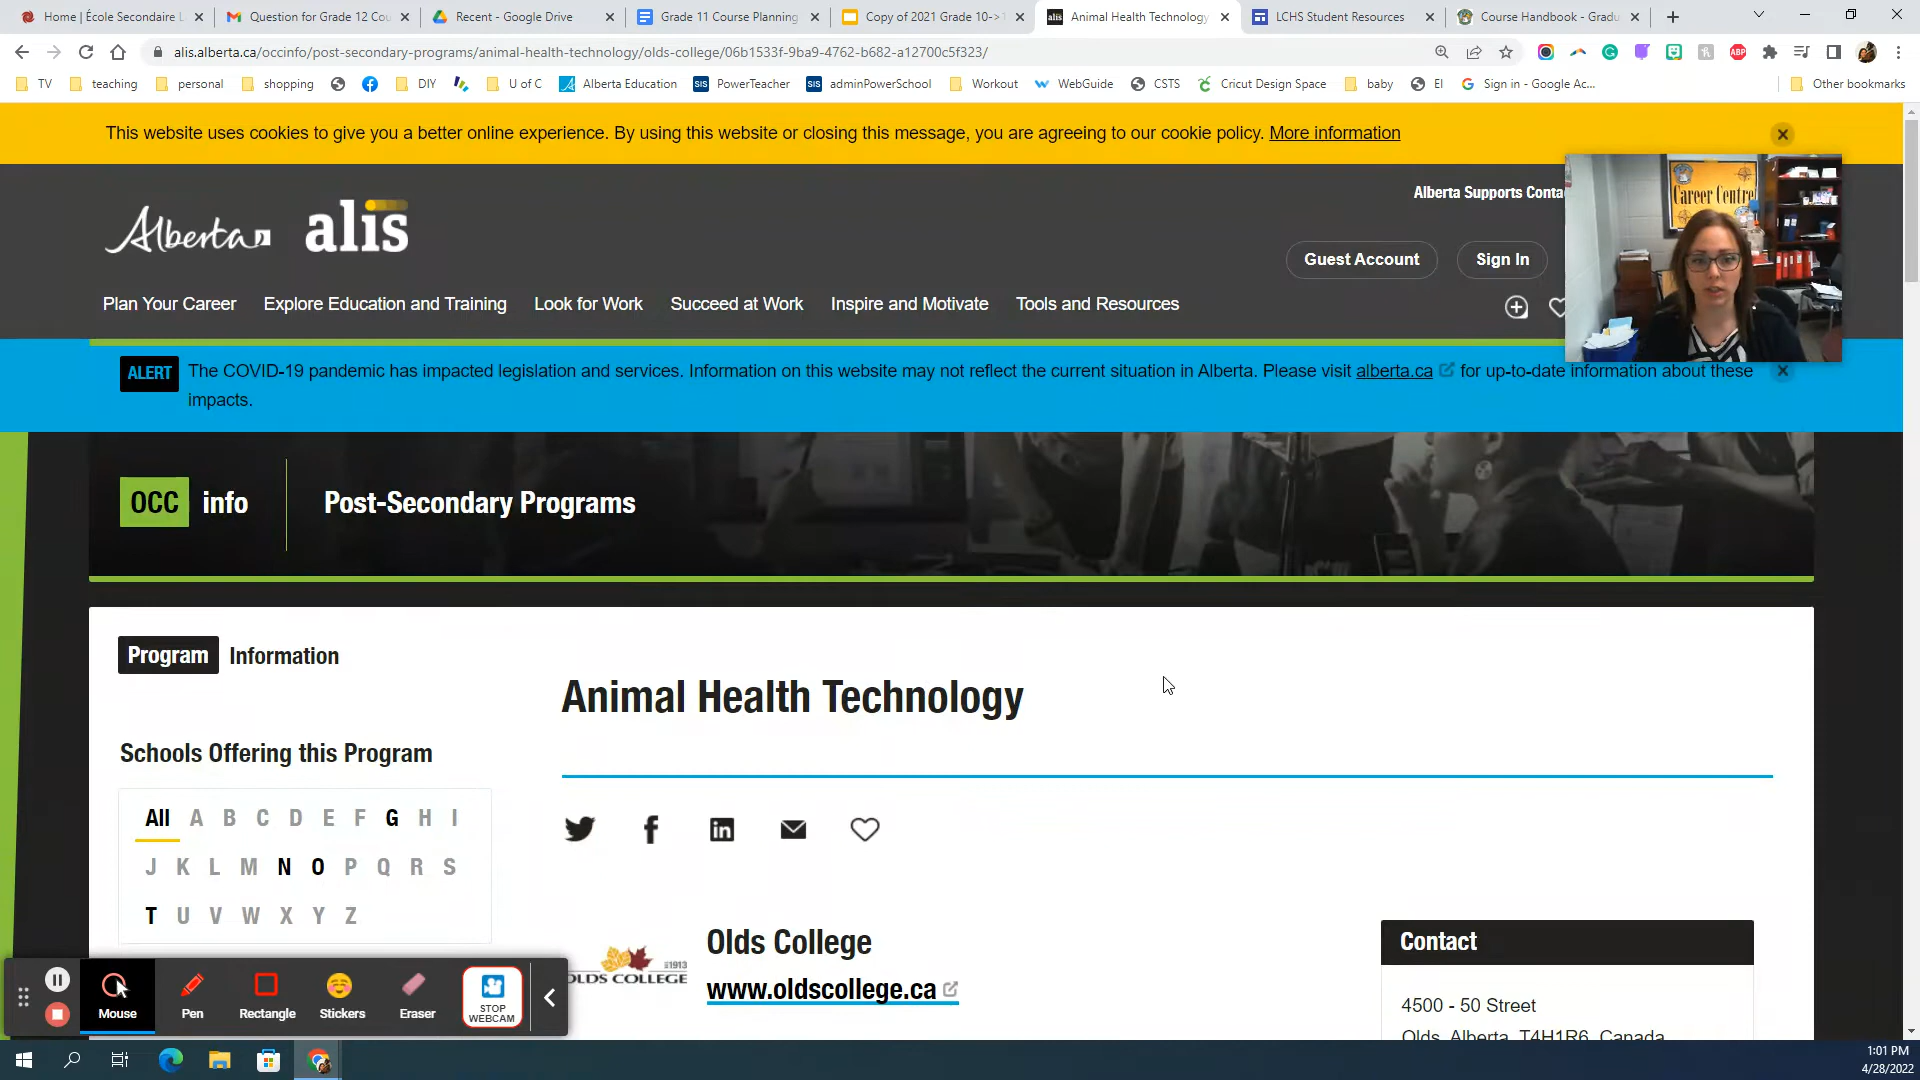 Home | École Secondaire L
Question for Grade 12 Cou
Recent - Google Drive
Grade 11 Course Planning
Copy of 2021 Grade 10->1
alis Animal Health Technology
LCHS Student Resources
Course Handbook - Gradu
alis.alberta.ca/occinfo/post-secondary-programs/animal-health-technology/olds-college/06b1533f-9ba9-4762-b682-a12700c5f323/
TV teaching personal shopping DIY U of C Alberta Education SIS PowerTeacher SIS adminPowerSchool Workout WebGuide CSTS Cricut Design Space baby EI Sign in - Google Ac... Other bookmarks
This website uses cookies to give you a better online experience. By using this website or closing this message, you are agreeing to our cookie policy. More information
Alberta alis
Alberta Supports Conta
Career Centre
Guest Account Sign In
Plan Your Career Explore Education and Training Look for Work Succeed at Work Inspire and Motivate Tools and Resources
ALERT The COVID-19 pandemic has impacted legislation and services. Information on this website may not reflect the current situation in Alberta. Please visit alberta.ca for up-to-date information about these
impacts.
OCC info Post-Secondary Programs
Program Information
Animal Health Technology
Schools Offering this Program
All A B C D E F G H I
J K L M N O P Q R S
T U V W X Y Z
OLDS COLLEGE
Olds College
www.oldscollege.ca
Contact
4500 - 50 Street
Olds, Alberta T4H1R6 Canada
Mouse Pen Rectangle Stickers Eraser STOP
WEBCAM
1:01 PM
4/28/2022